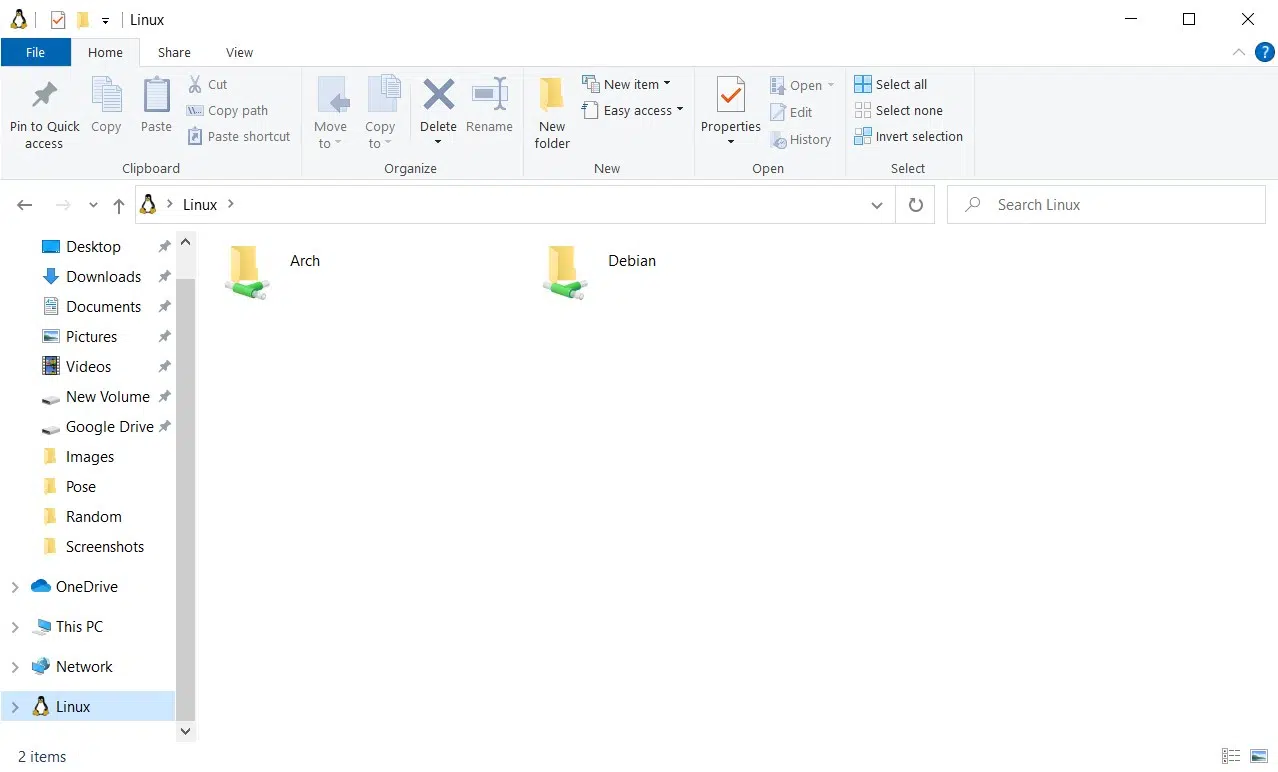 Linux
File Home Share View
Pin to Quick access
Copy
Paste
Cut
Copy path
Paste shortcut
Clipboard
Move to
Copy to
Delete
Rename
Organize
New folder
New item
Easy access
New
Properties
Open
Edit
History
Open
Select all
Select none
Invert selection
Select
Linux
Search Linux
Desktop
Downloads
Documents
Pictures
Videos
New Volume
Google Drive
Images
Pose
Random
Screenshots
OneDrive
This PC
Network
Linux
Arch
Debian
2 items